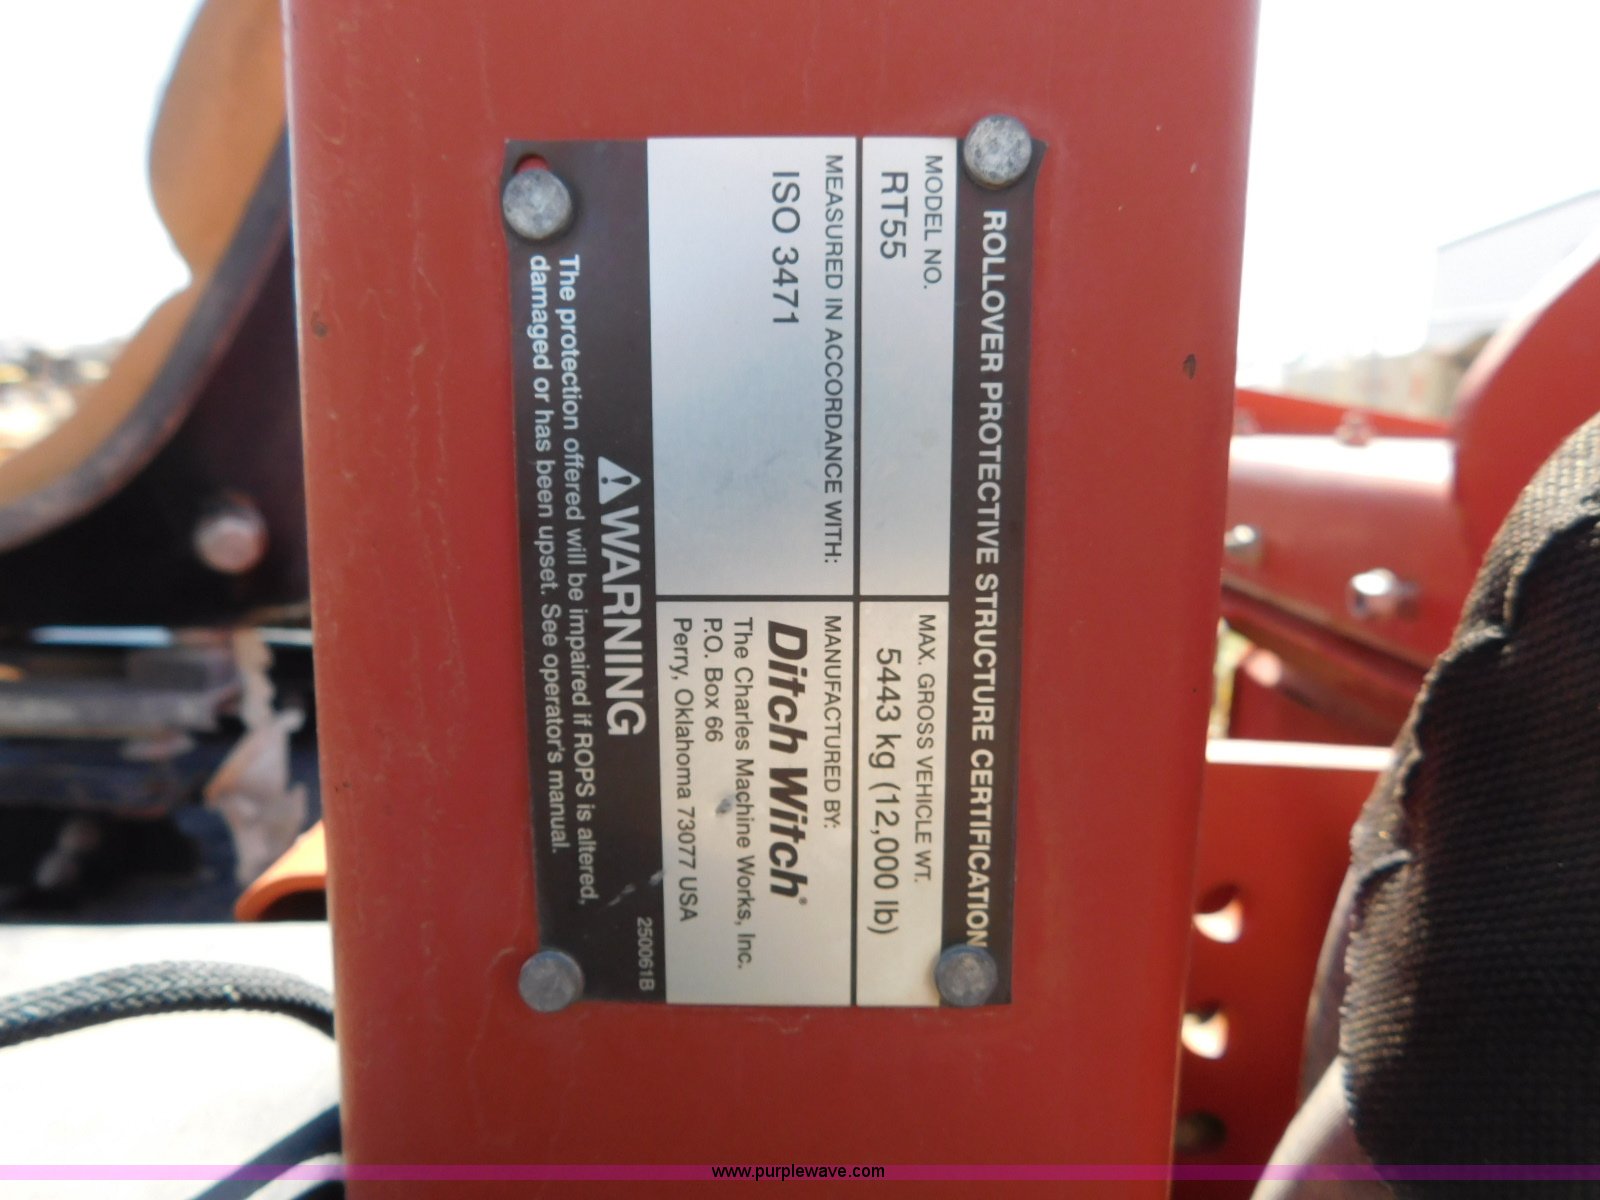 ROLLOVER PROTECTIVE STRUCTURE CERTIFICATION
MODEL NO.
RT55
MAX. GROSS VEHICLE WT.
5443 kg (12,000 lb)
MEASURED IN ACCORDANCE WITH:
ISO 3471
MANUFACTURED BY:
Ditch Witch®
The Charles Machine Works, Inc.
P.O. Box 66
Perry, Oklahoma 73077 USA
WARNING
250061B
The protection offered will be impaired if ROPS is altered,
damaged or has been upset. See operator's manual.
www.purplewave.com